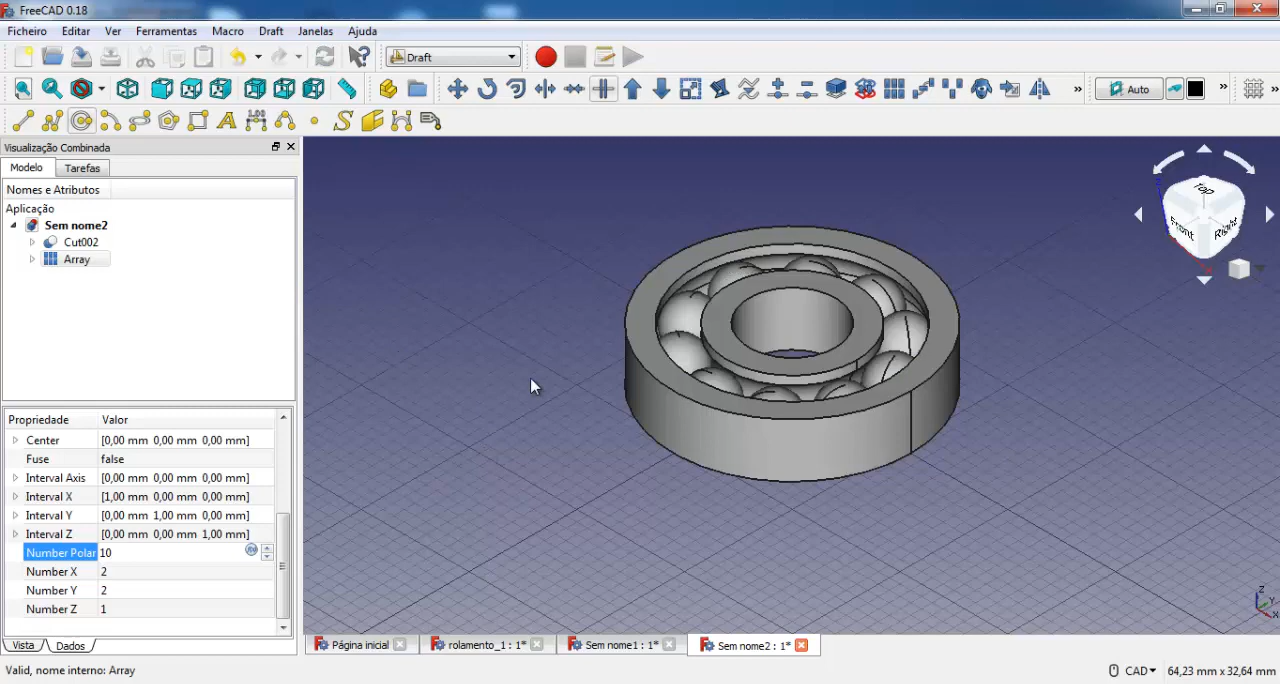 FreeCAD 0.18
Ficheiro Editar Ver Ferramentas Macro Draft Janelas Ajuda
Draft
Auto
1.00
Visualização Combinada
Modelo Tarefas
Nomes e Atributos
Aplicação
Sem nome2
Cut002
Array
Top
Front
Right
Propriedade Valor
Center [0,00 mm 0,00 mm 0,00 mm]
Fuse false
Interval Axis [0,00 mm 0,00 mm 0,00 mm]
Interval X [1,00 mm 0,00 mm 0,00 mm]
Interval Y [0,00 mm 1,00 mm 0,00 mm]
Interval Z [0,00 mm 0,00 mm 1,00 mm]
Number Polar 10
Number X 2
Number Y 2
Number Z 1
Z
Y
X
Vista Dados
Página inicial rolamento_1 : 1* Sem nome1 : 1* Sem nome2 : 1*
Valid, nome interno: Array
CAD 64,23 mm x 32,64 mm